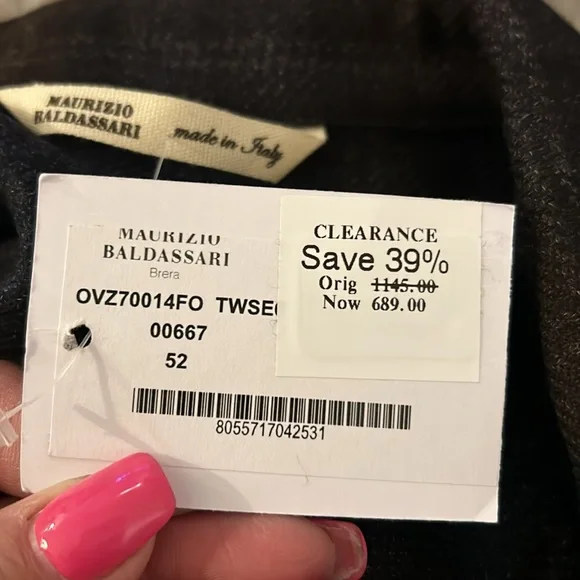 MAURIZIO
BALDASSARI
made in Italy
MAURIZIO
BALDASSARI
Brera
OVZ70014FO TWSE
00667
52
8055717042531
CLEARANCE
Save 39%
Orig 1145.00
Now 689.00